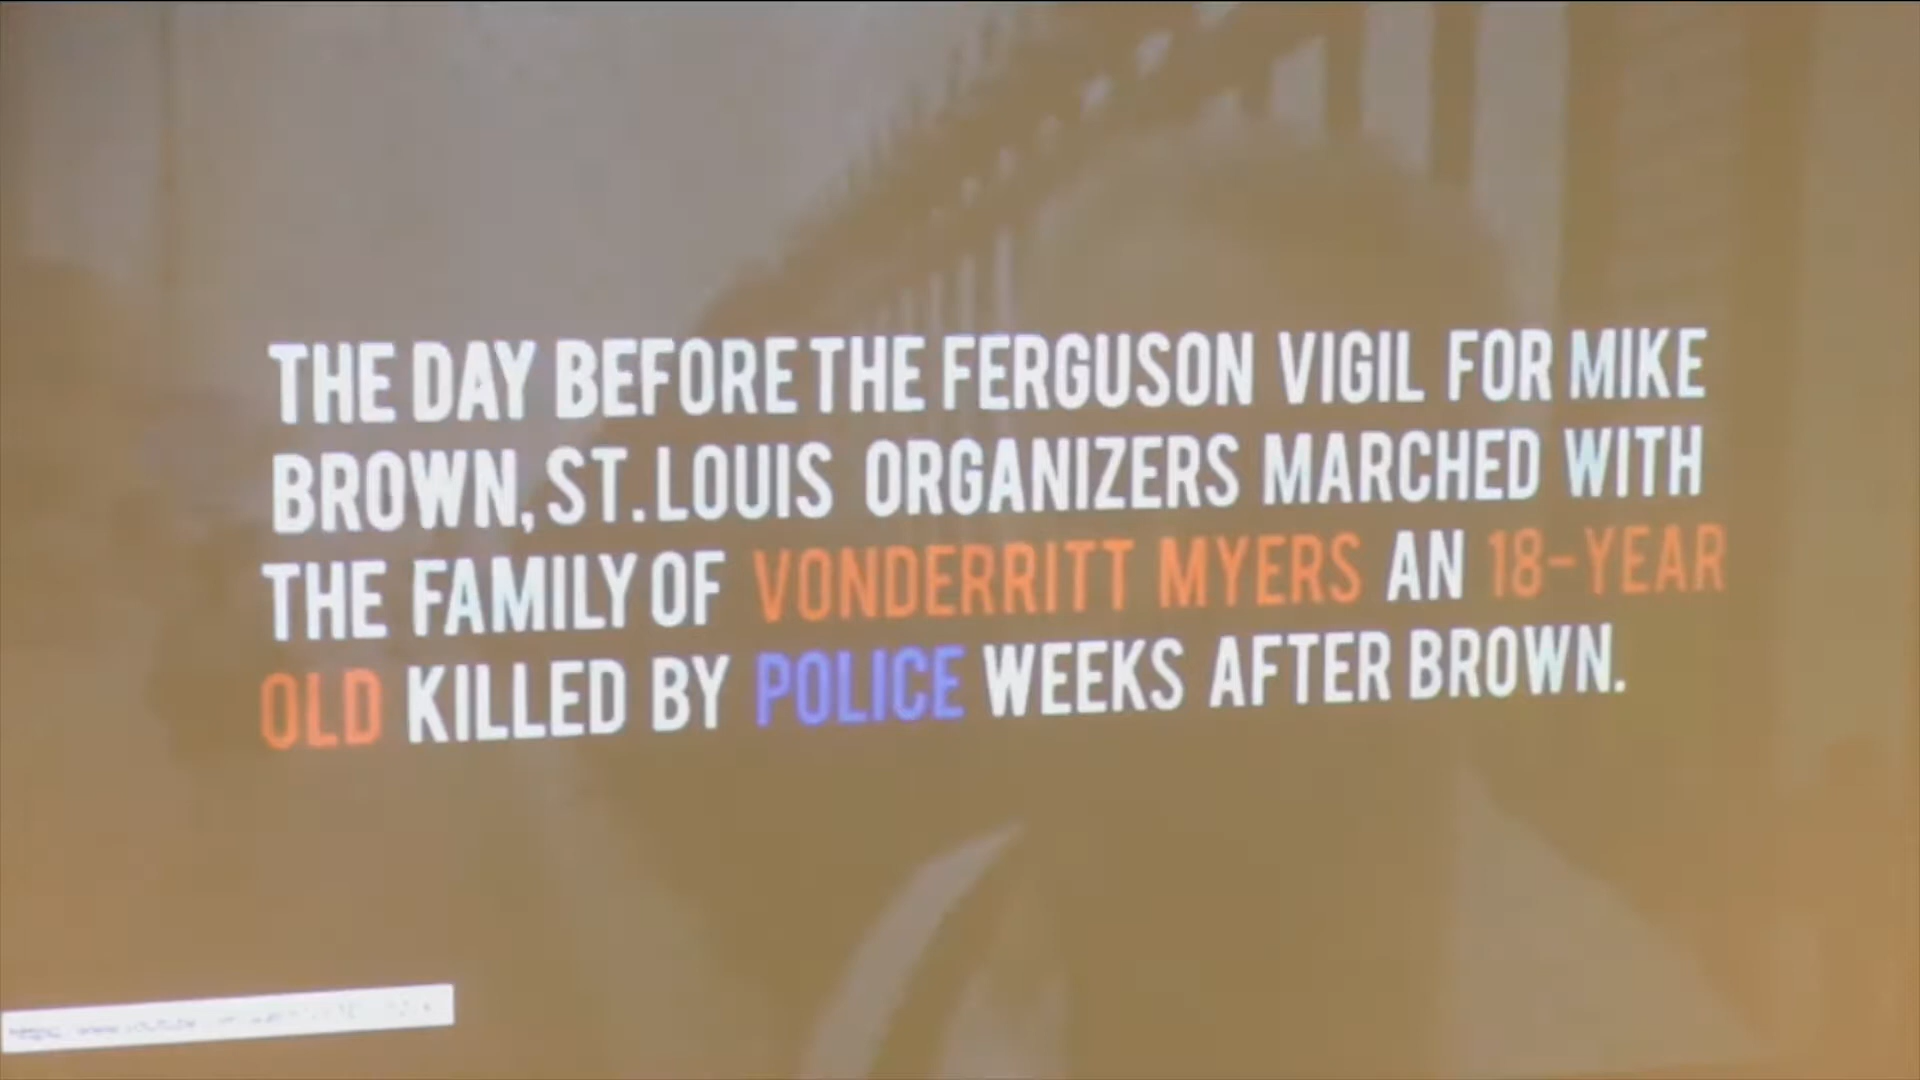 THE DAY BEFORE THE FERGUSON VIGIL FOR MIKE
BROWN, ST. LOUIS ORGANIZERS MARCHED WITH
THE FAMILY OF VONDERRITT MYERS AN 18-YEAR
OLD KILLED BY POLICE WEEKS AFTER BROWN.